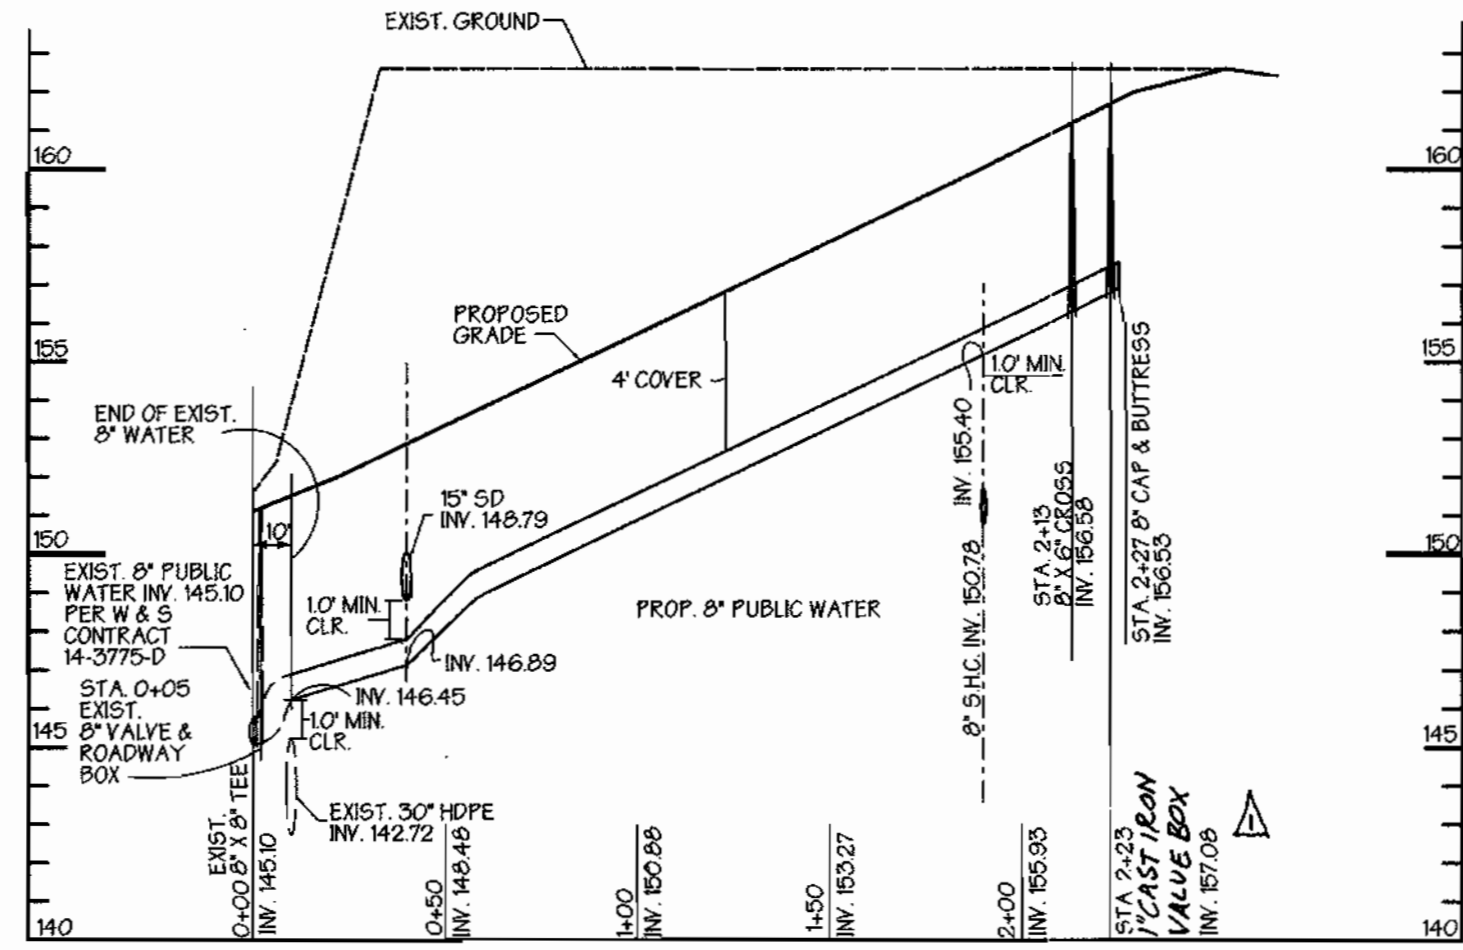 EXIST. GROUND
160
160
PROPOSED
GRADE
155
155
4' COVER
1.0' MIN.
CLR.
END OF EXIST.
8" WATER
INV. 155.40
STA. 2+27 8" CAP & BUTTRESS
INV. 156.53
15" SD
INV. 148.79
STA. 2+13
8" X 6" CROSS
INV. 156.58
10'
150
150
EXIST. 8" PUBLIC
WATER INV. 145.10
PER W & S
CONTRACT
14-3775-D
1.0' MIN.
CLR.
PROP. 8" PUBLIC WATER
8" S.H.C. INV. 150.78
INV. 146.89
INV. 146.45
STA. 0+05
EXIST.
8" VALVE &
ROADWAY
BOX
1.0' MIN.
CLR.
145
145
EXIST. 30" HDPE
INV. 142.72
EXIST.
0+00 8" X 8" TEE
INV. 145.10
0+50
INV. 148.48
1+00
INV. 150.88
1+50
INV. 153.27
2+00
INV. 155.93
STA 2+23
1" CAST IRON
VALUE BOX
INV. 157.08
1
140
140